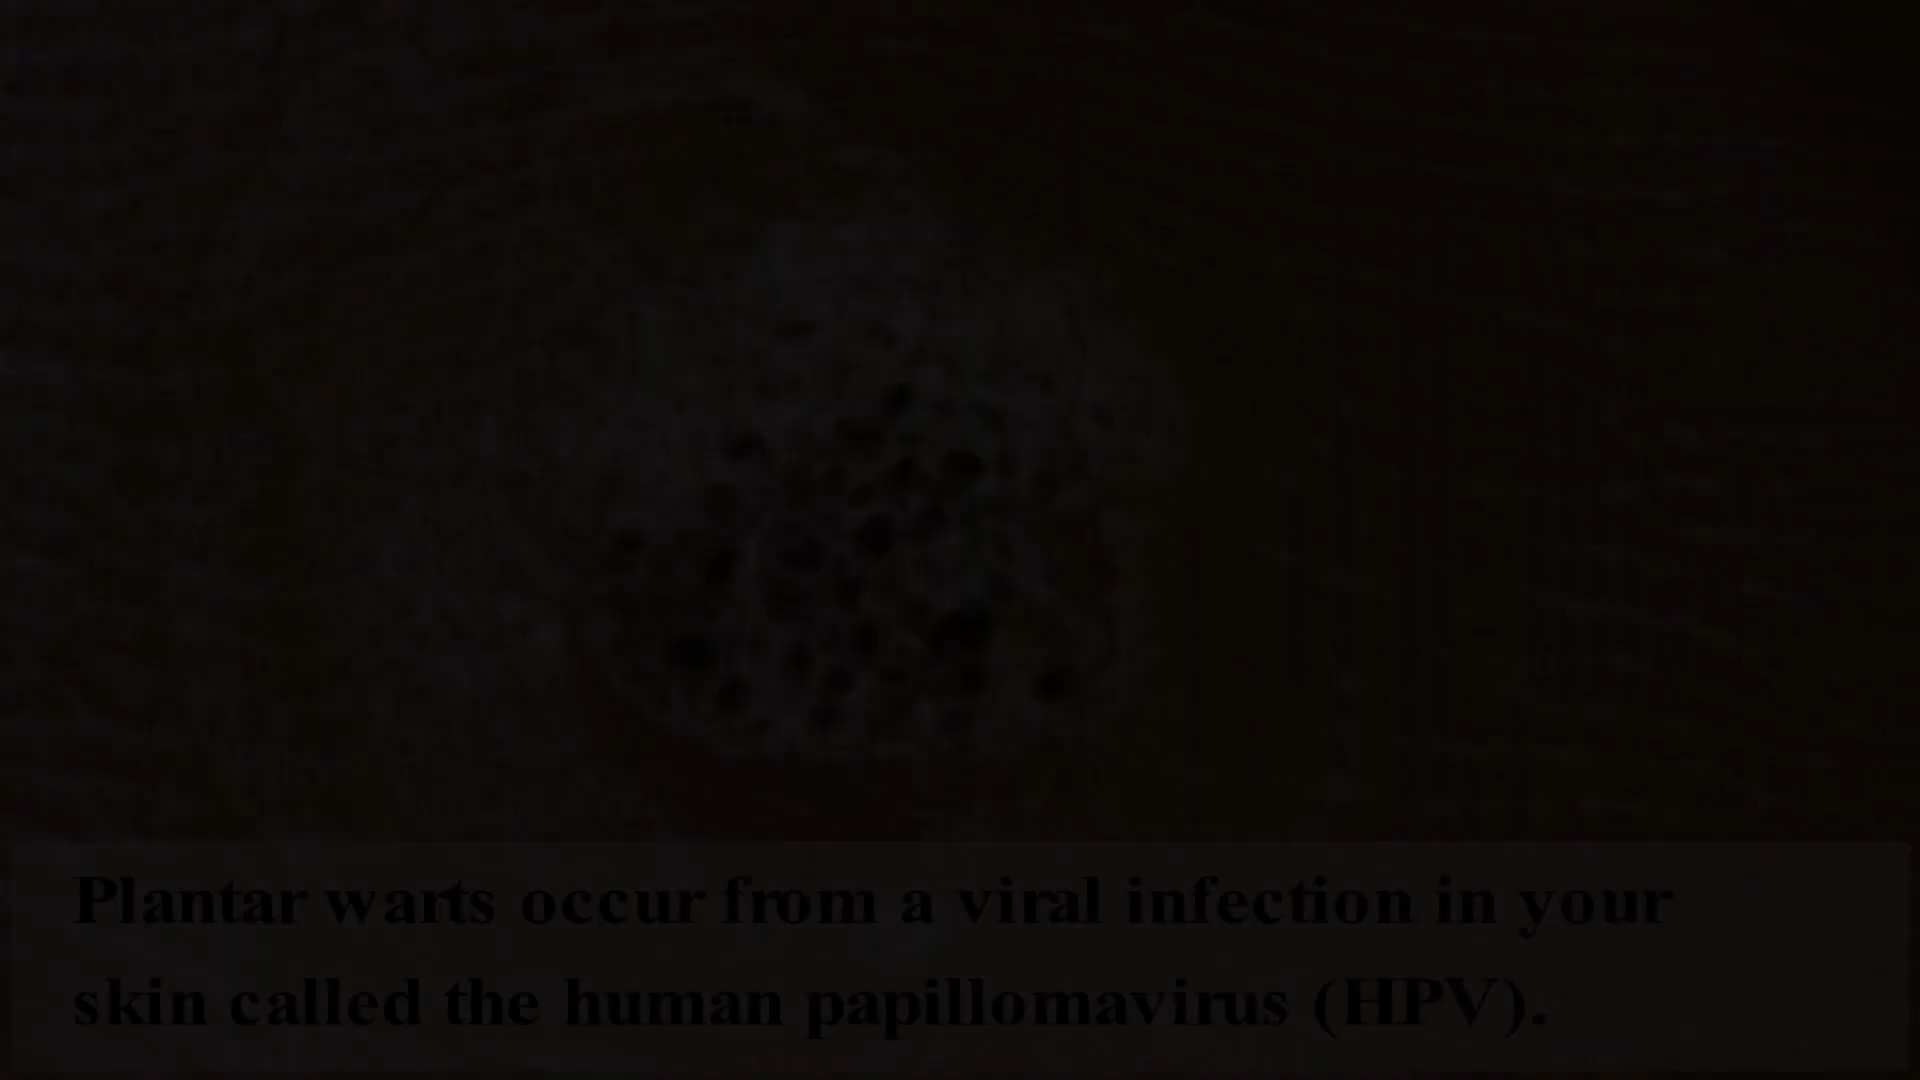 Plantar warts occur from a viral infection in your
skin called the human papillomavirus (HPV).